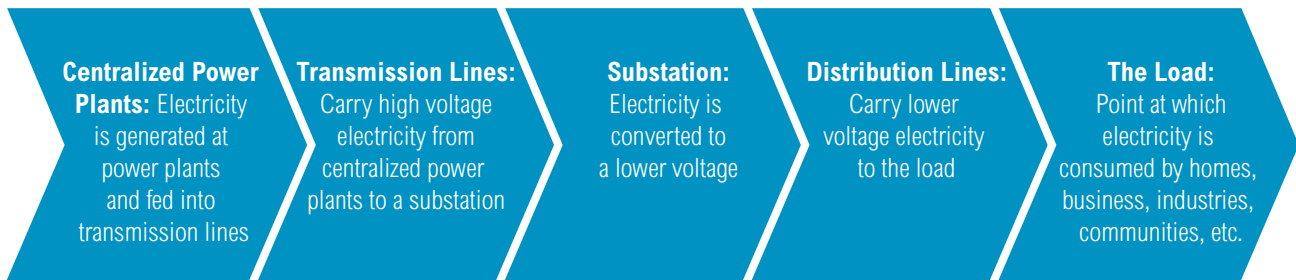 Centralized Power
Plants: Electricity
is generated at
power plants
and fed into
transmission lines
Transmission Lines:
Carry high voltage
electricity from
centralized power
plants to a substation
Substation:
Electricity is
converted to
a lower voltage
Distribution Lines:
Carry lower
voltage electricity
to the load
The Load:
Point at which
electricity is
consumed by homes,
business, industries,
communities, etc.